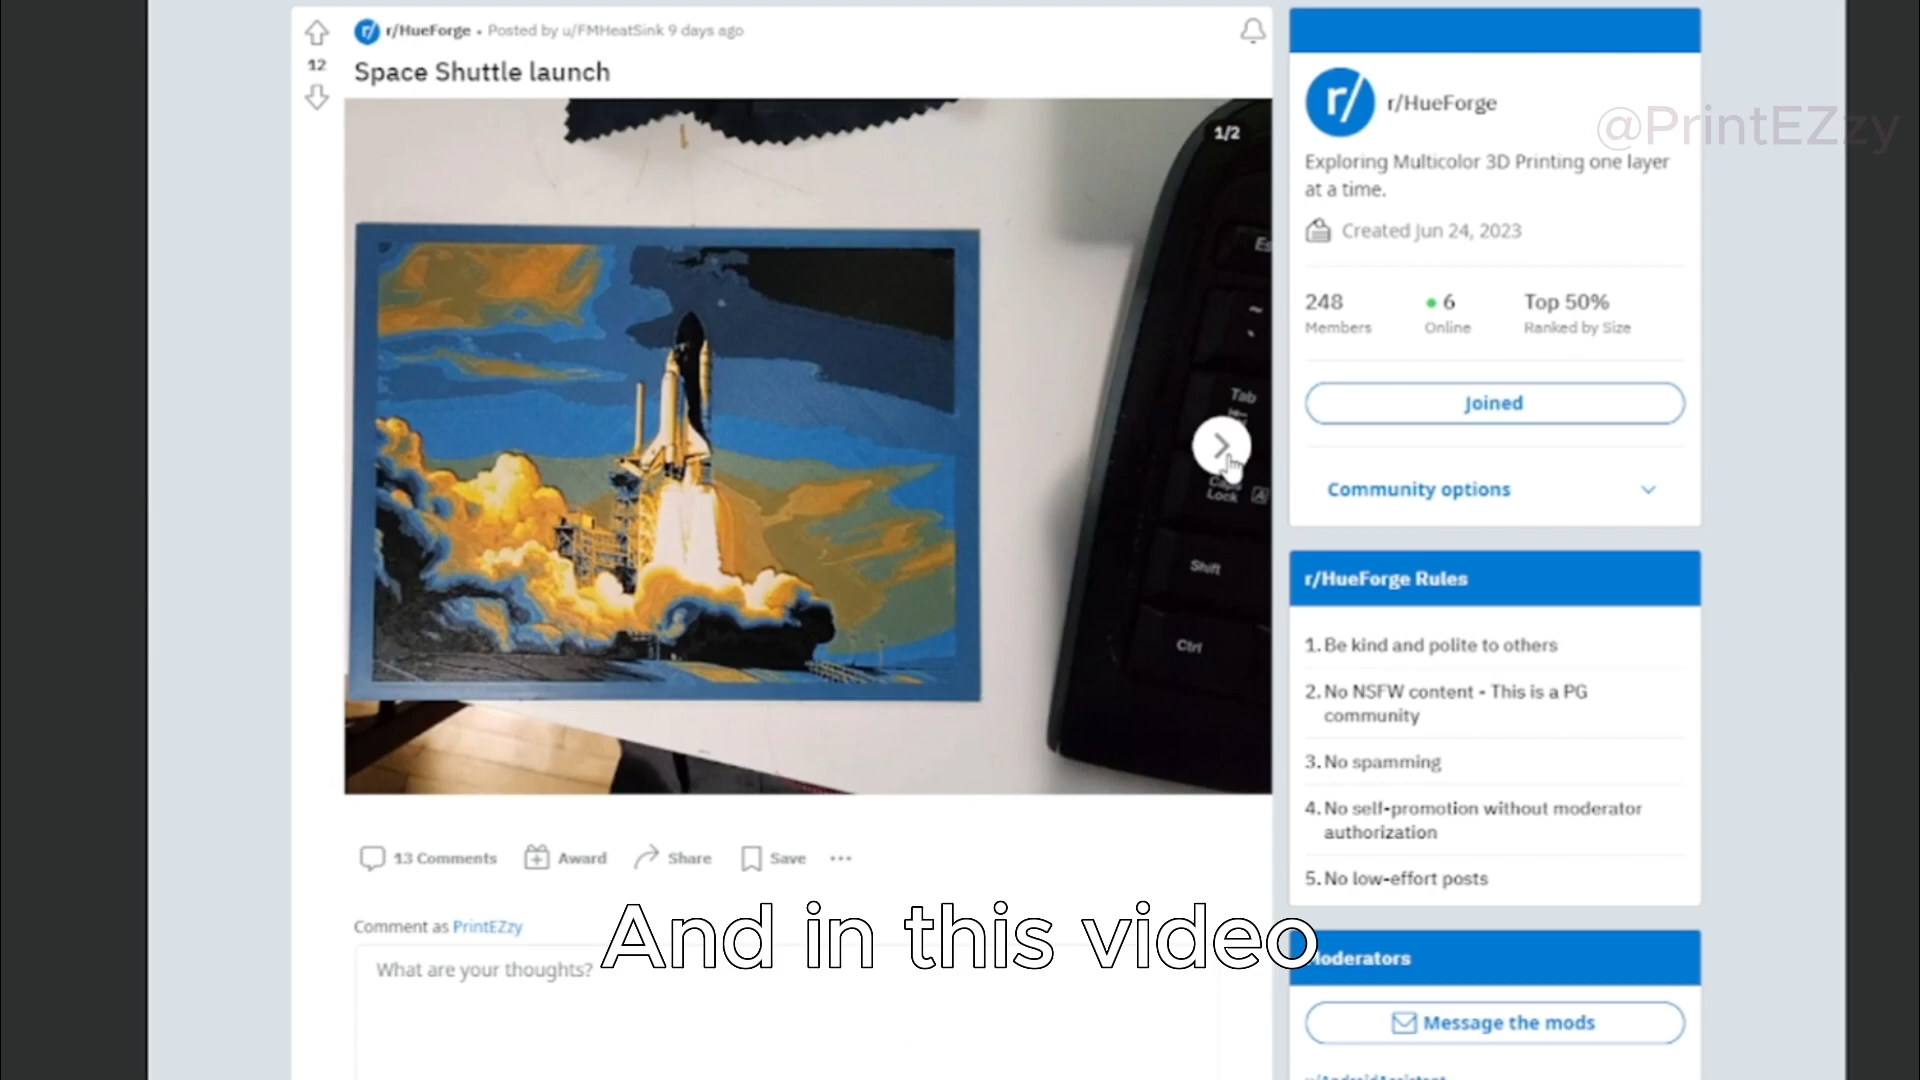 r/HueForge • Posted by u/FMHeatSink 9 days ago
12
Space Shuttle launch
1/2
Es
~
Tab
Caps
Lock A
Shift
Ctrl
13 Comments Award Share Save ...
Comment as PrintEZzy
What are your thoughts?
And in this video
r/
r/HueForge
@PrintEZzy
Exploring Multicolor 3D Printing one layer
at a time.
Created Jun 24, 2023
248 6 Top 50%
Members Online Ranked by Size
Joined
Community options
r/HueForge Rules
1. Be kind and polite to others
2. No NSFW content - This is a PG
community
3. No spamming
4. No self-promotion without moderator
authorization
5. No low-effort posts
Moderators
Message the mods